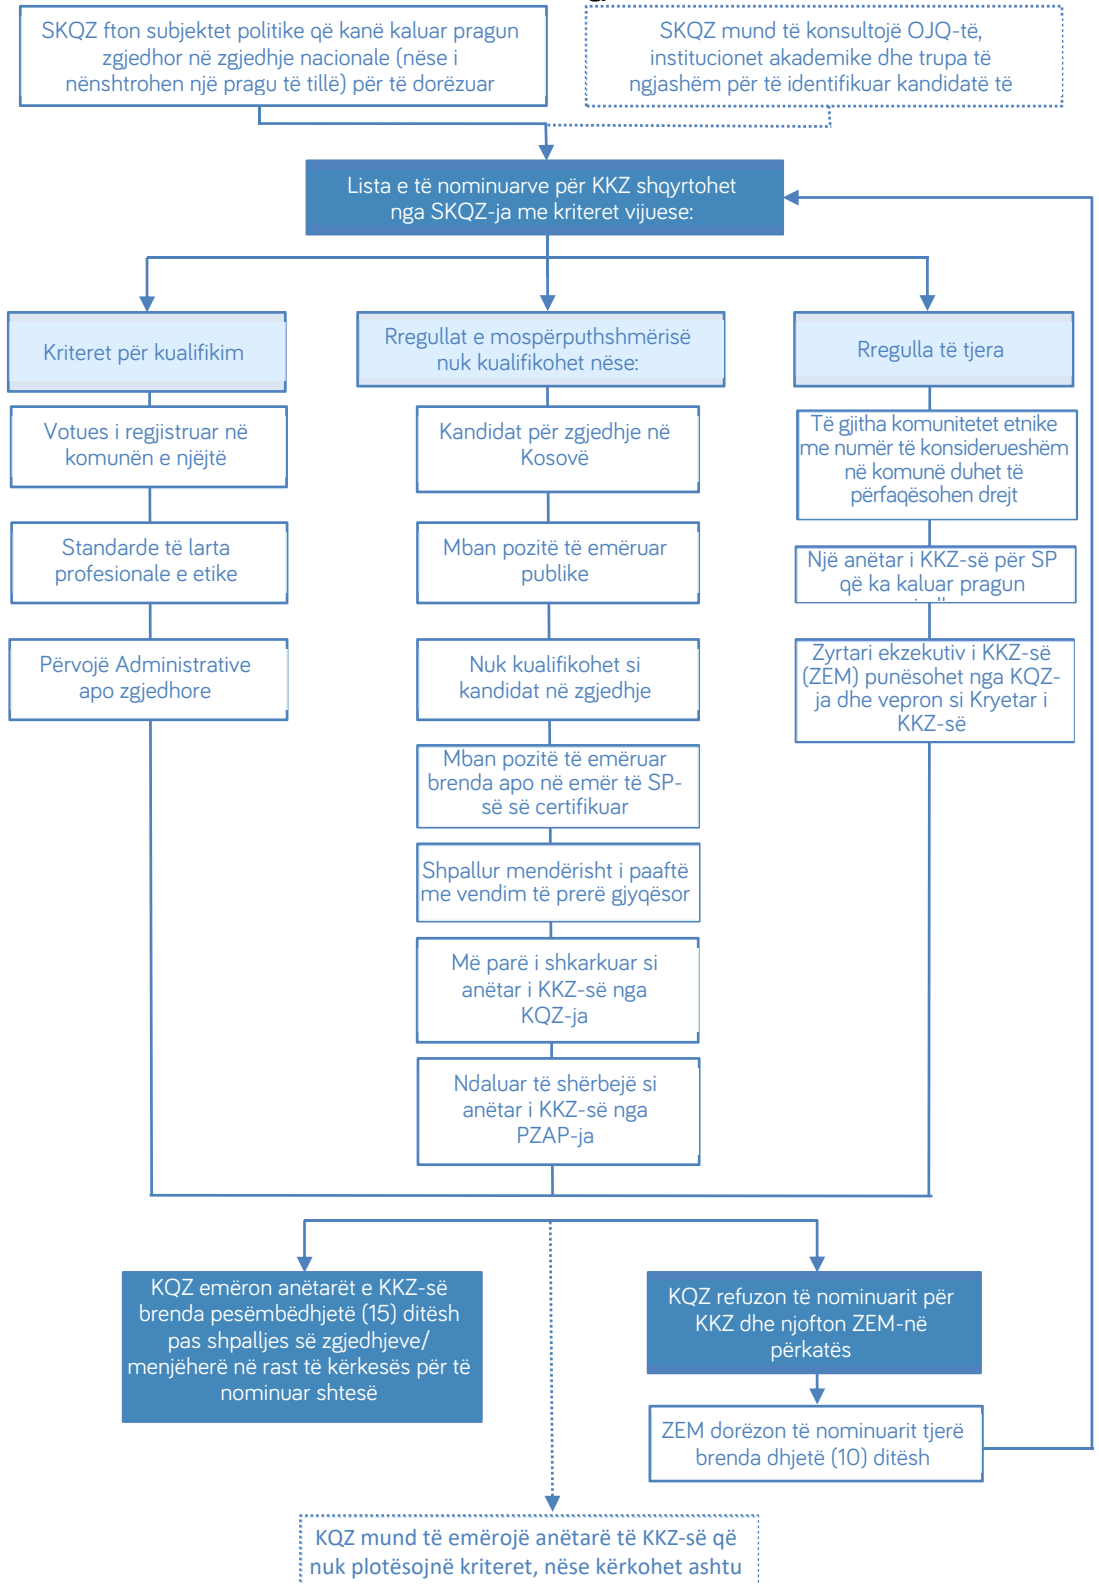 SKQZ fton subjektet politike që kanë kaluar pragun
zgjedhor në zgjedhje nacionale (nëse i
nënshtrohen një pragu të tillë) për të dorëzuar
SKQZ mund të konsultojë OJQ-të,
institucionet akademike dhe trupa të
ngjashëm për të identifikuar kandidatë të
Lista e të nominuarve për KKZ shqyrtohet
nga SKQZ-ja me kriteret vijuese:
Kriteret për kualifikim
Votues i regjistruar në
komunën e njëjtë
Standarde të larta
profesionale e etike
Përvojë Administrative
apo zgjedhore
Rregullat e mospërputhshmërisë
nuk kualifikohet nëse:
Kandidat për zgjedhje në
Kosovë
Mban pozitë të emëruar
publike
Nuk kualifikohet si
kandidat në zgjedhje
Mban pozitë të emëruar
brenda apo në emër të SP-
së së certifikuar
Shpallur mendërisht i paaftë
me vendim të prerë gjyqësor
Më parë i shkarkuar si
anëtar i KKZ-së nga
KQZ-ja
Ndaluar të shërbejë si
anëtar i KKZ-së nga
PZAP-ja
Rregulla të tjera
Të gjitha komunitetet etnike
me numër të konsiderueshëm
në komunë duhet të
përfaqësohen drejt
Një anëtar i KKZ-së për SP
që ka kaluar pragun
Zyrtari ekzekutiv i KKZ-së
(ZEM) punësohet nga KQZ-
ja dhe vepron si Kryetar i
KKZ-së
KQZ emëron anëtarët e KKZ-së
brenda pesëmbëdhjetë (15) ditësh
pas shpalljes së zgjedhjeve/
menjëherë në rast të kërkesës për të
nominuar shtesë
KQZ refuzon të nominuarit për
KKZ dhe njofton ZEM-në
përkatës
ZEM dorëzon të nominuarit tjerë
brenda dhjetë (10) ditësh
KQZ mund të emërojë anëtarë të KKZ-së që
nuk plotësojnë kriteret, nëse kërkohet ashtu